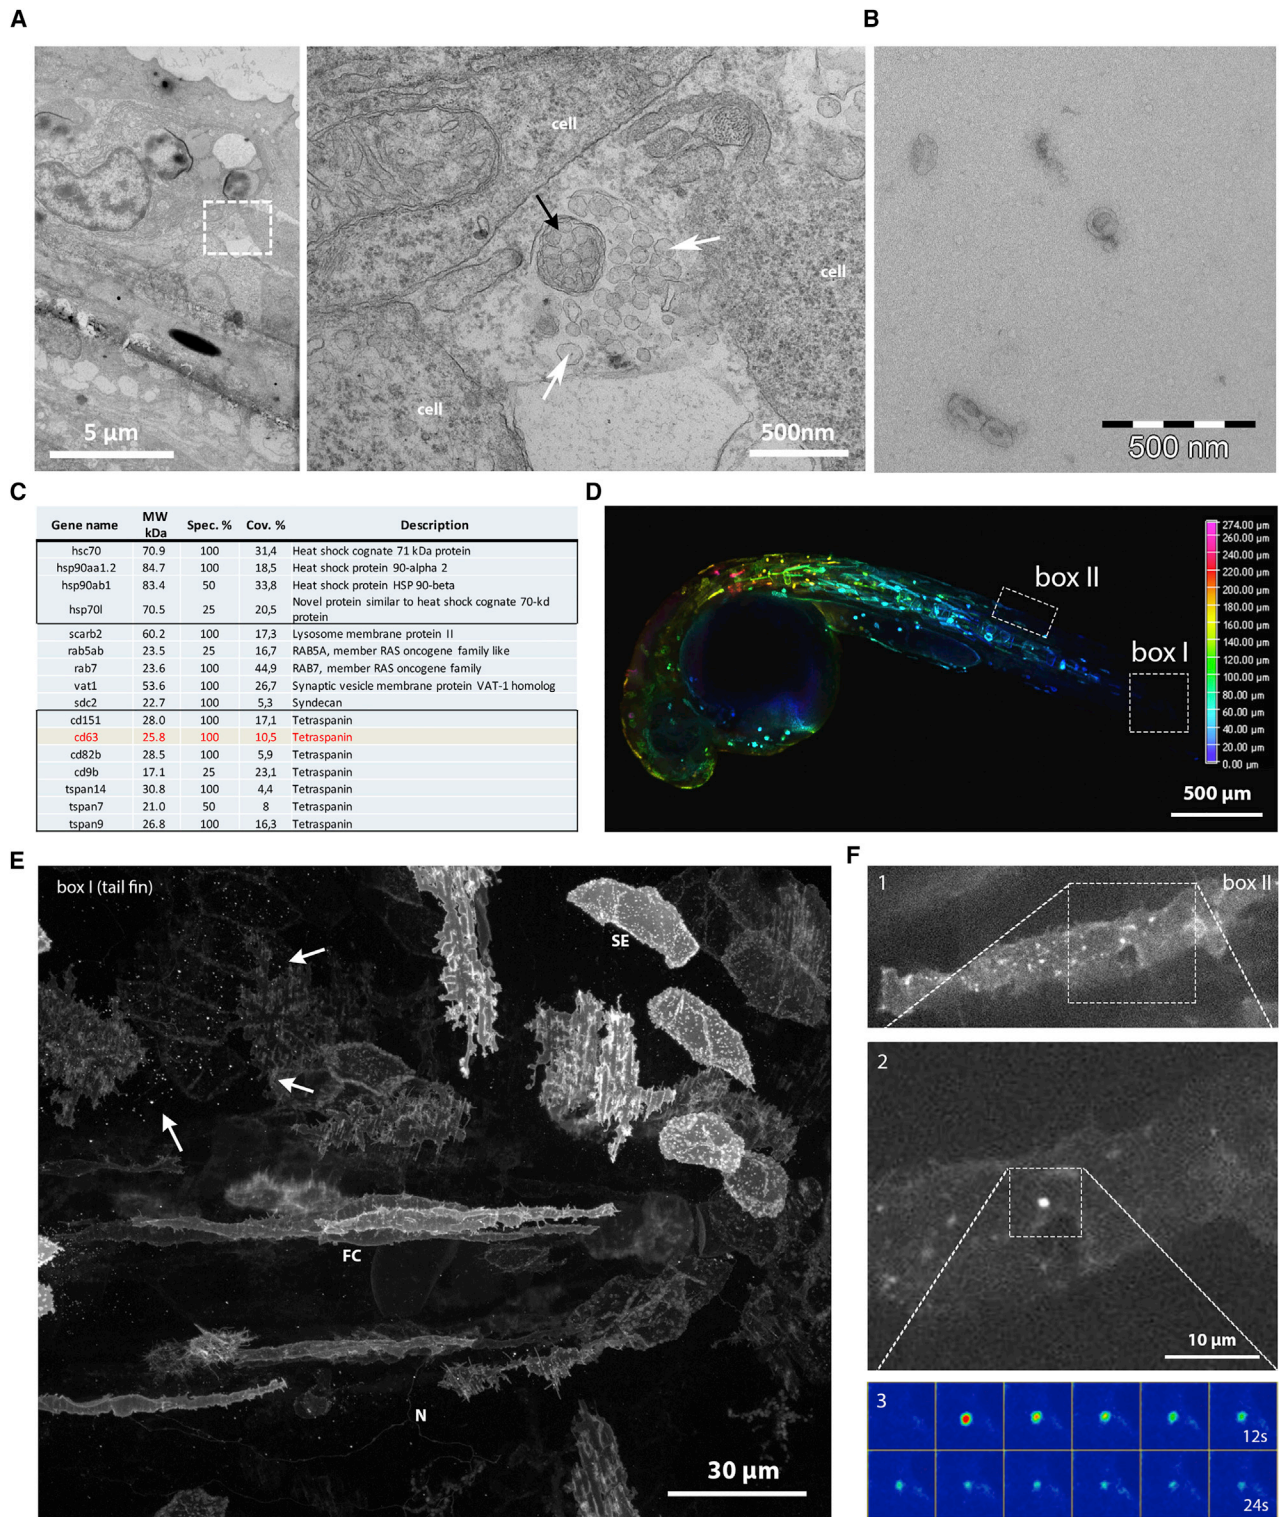 A
B
cell
cell
cell
5 µm
500nm
500 nm
C
D
Gene name MW kDa Spec. % Cov. % Description
hsc70 70.9 100 31,4 Heat shock cognate 71 kDa protein
hsp90aa1.2 84.7 100 18,5 Heat shock protein 90-alpha 2
hsp90ab1 83.4 50 33,8 Heat shock protein HSP 90-beta
hsp70l 70.5 25 20,5 Novel protein similar to heat shock cognate 70-kd
protein
scarb2 60.2 100 17,3 Lysosome membrane protein II
rab5ab 23.5 25 16,7 RAB5A, member RAS oncogene family like
rab7 23.6 100 44,9 RAB7, member RAS oncogene family
vat1 53.6 100 26,7 Synaptic vesicle membrane protein VAT-1 homolog
sdc2 22.7 100 5,3 Syndecan
cd151 28.0 100 17,1 Tetraspanin
cd63 25.8 100 10,5 Tetraspanin
cd82b 28.5 100 5,9 Tetraspanin
cd9b 17.1 25 23,1 Tetraspanin
tspan14 30.8 100 4,4 Tetraspanin
tspan7 21.0 50 8 Tetraspanin
tspan9 26.8 100 16,3 Tetraspanin
box II
box I
274.00 µm
260.00 µm
240.00 µm
220.00 µm
200.00 µm
180.00 µm
160.00 µm
140.00 µm
120.00 µm
100.00 µm
80.00 µm
60.00 µm
40.00 µm
20.00 µm
0.00 µm
500 µm
E
F
box I (tail fin)
SE
FC
N
30 µm
1
box II
2
10 µm
3
12s
24s